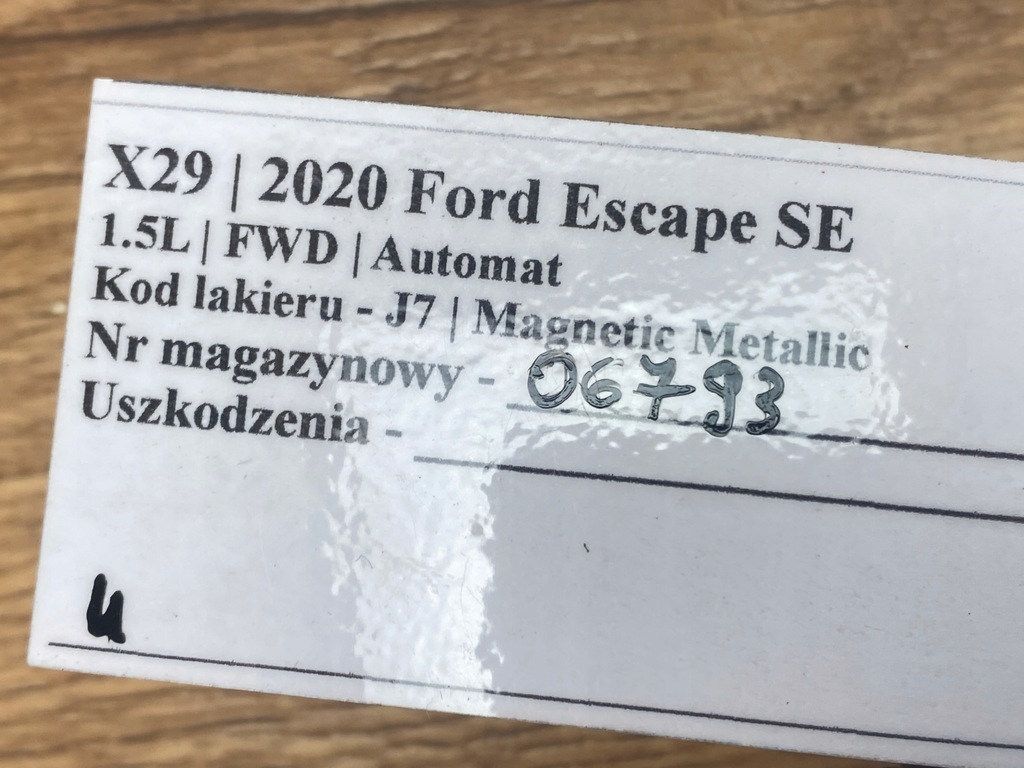 X29 | 2020 Ford Escape SE
1.5L | FWD | Automat
Kod lakieru - J7 | Magnetic Metallic
Nr magazynowy - 06793
Uszkodzenia -
u